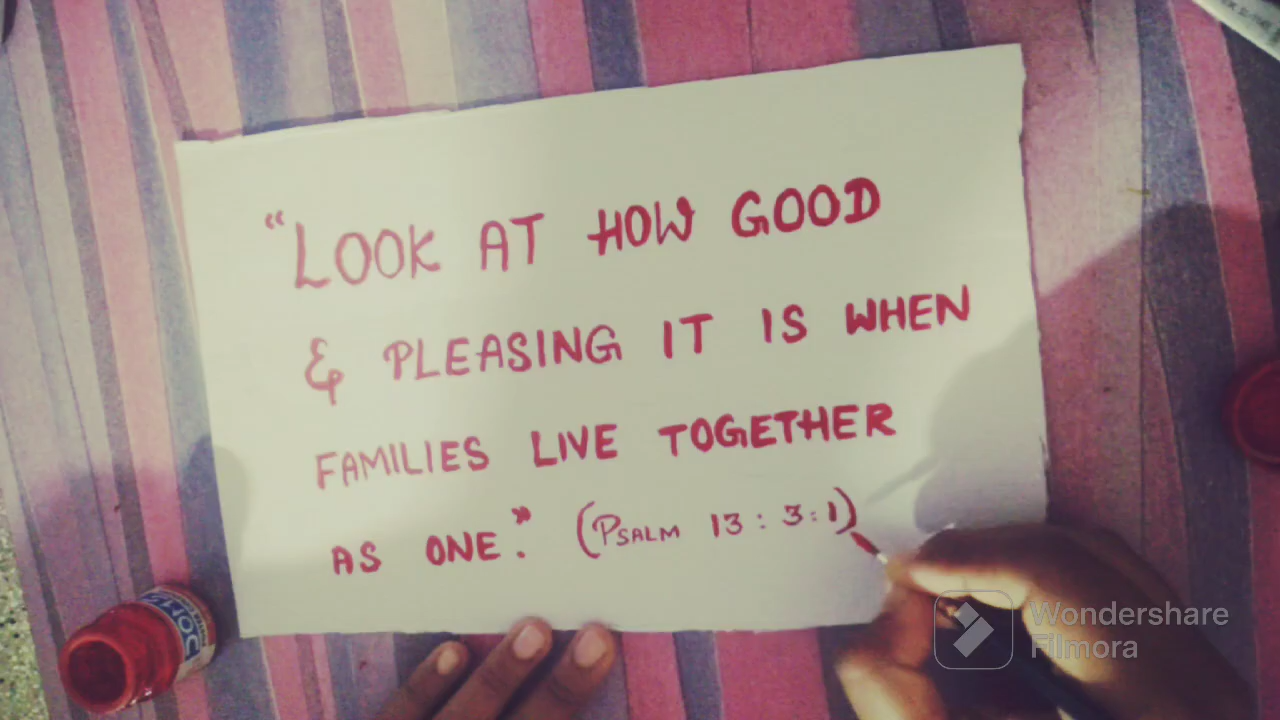 “LOOK AT HOW GOOD
& PLEASING IT IS WHEN
FAMILIES LIVE TOGETHER
AS ONE.” (PSALM 13:3:1)
DOMS
Wondershare
Filmora